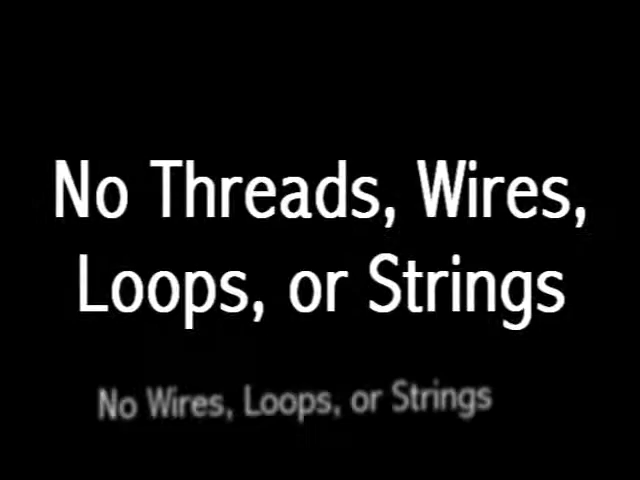 No Threads, Wires,
Loops, or Strings
No Wires, Loops, or Strings